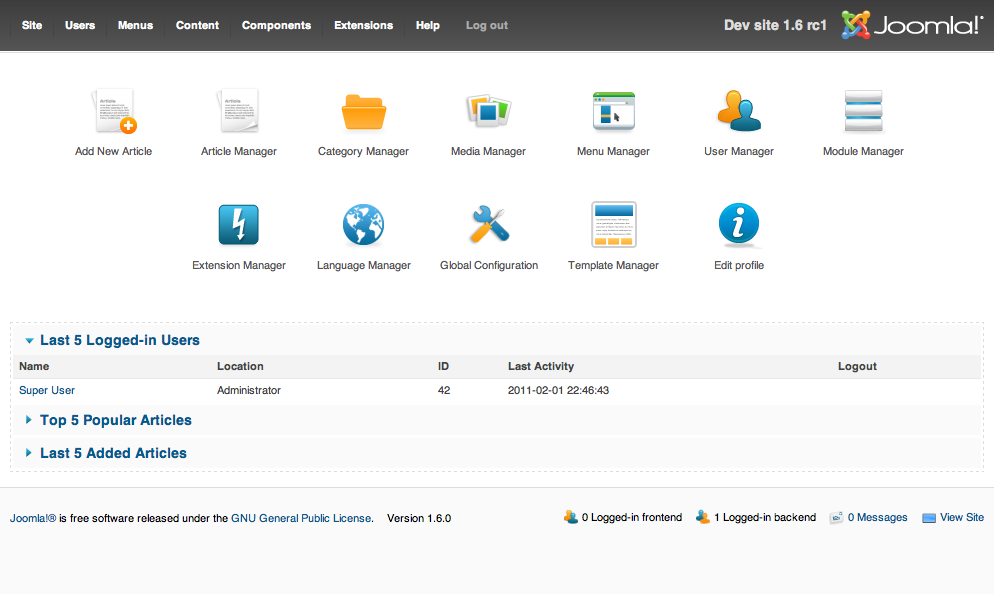 Site Users Menus Content Components Extensions Help Log out Dev site 1.6 rc1 Joomla!
Add New Article Article Manager Category Manager Media Manager Menu Manager User Manager Module Manager
Extension Manager Language Manager Global Configuration Template Manager Edit profile
Last 5 Logged-in Users
Name Location ID Last Activity Logout
Super User Administrator 42 2011-02-01 22:46:43
Top 5 Popular Articles
Last 5 Added Articles
Joomla!® is free software released under the GNU General Public License. Version 1.6.0 0 Logged-in frontend 1 Logged-in backend 0 Messages View Site